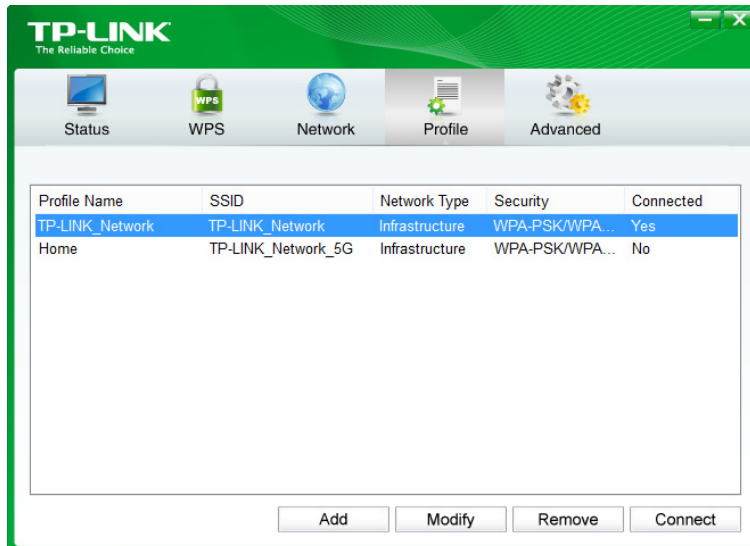 TP-LINK
The Reliable Choice
Status WPS Network Profile Advanced
WPS
Profile Name SSID Network Type Security Connected
TP-LINK_Network TP-LINK_Network Infrastructure WPA-PSK/WPA... Yes
Home TP-LINK_Network_5G Infrastructure WPA-PSK/WPA... No
Add Modify Remove Connect